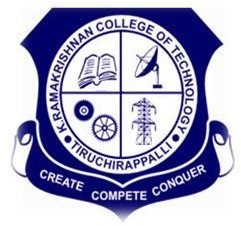 K.RAMAKRISHNAN COLLEGE OF TECHNOLOGY
TIRUCHIRAPPALLI
CREATE COMPETE CONQUER